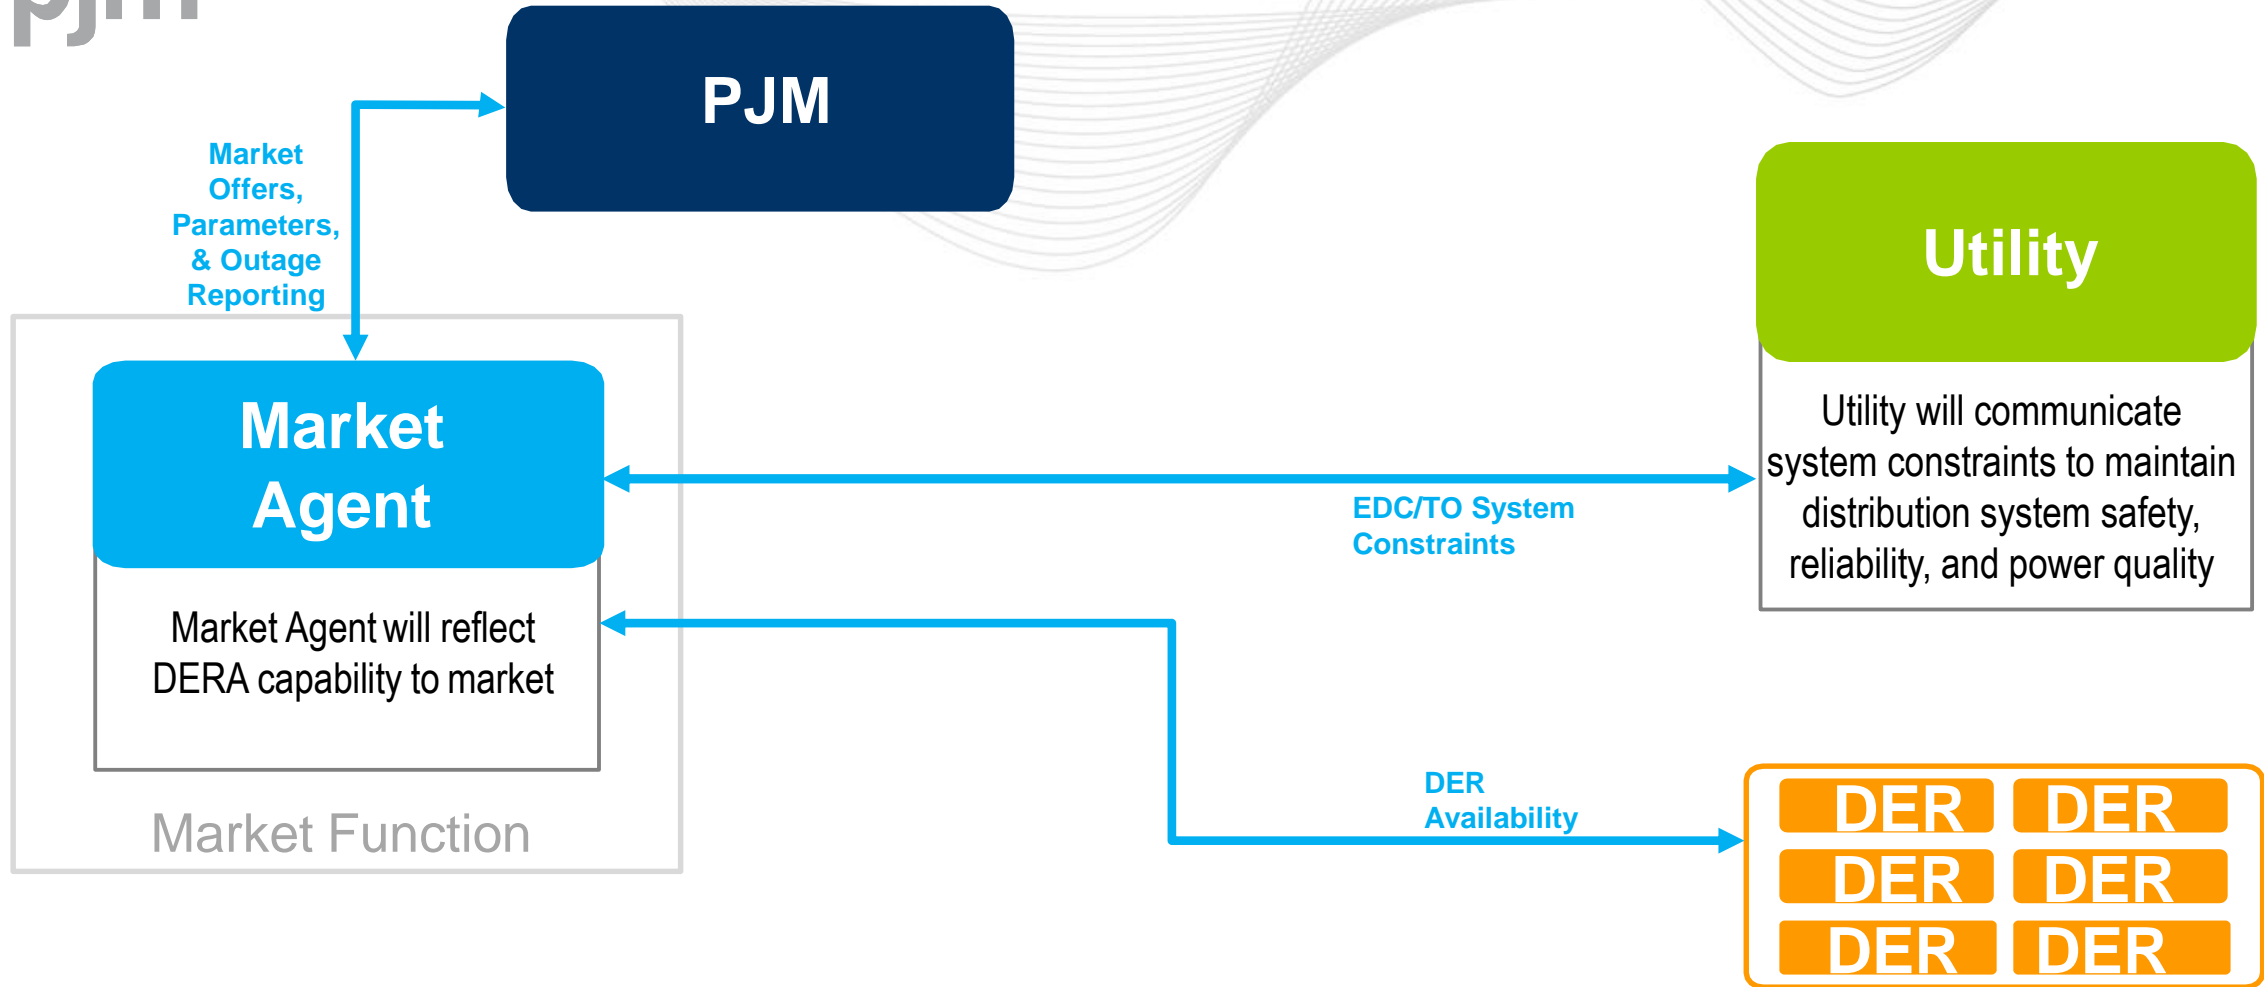 pjm
PJM
Market
Offers,
Parameters,
& Outage
Reporting
Utility
Market
Agent
Utility will communicate
system constraints to maintain
distribution system safety,
reliability, and power quality
EDC/TO System
Constraints
Market Agent will reflect
DERA capability to market
DER
Availability
Market Function
DER DER
DER DER
DER DER